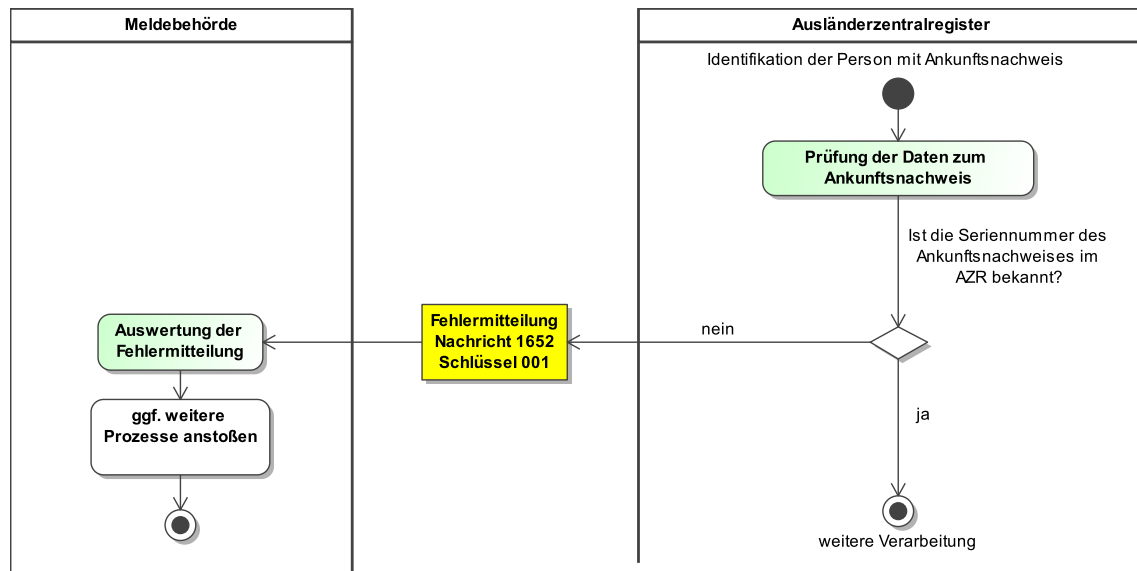 Meldebehörde
Ausländerzentralregister
Identifikation der Person mit Ankunftsnachweis
Prüfung der Daten zum
Ankunftsnachweis
Ist die Seriennummer des
Ankunftsnachweises im
AZR bekannt?
nein
Fehlermitteilung
Nachricht 1652
Schlüssel 001
Auswertung der
Fehlermitteilung
ggf. weitere
Prozesse anstoßen
ja
weitere Verarbeitung